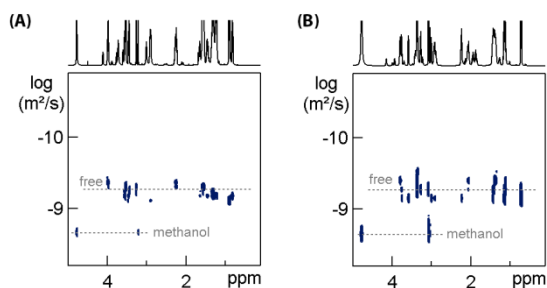 (A)
log
(m²/s)
-10
free
-9
methanol
4
2
ppm
(B)
log
(m²/s)
-10
free
-9
methanol
4
2
ppm